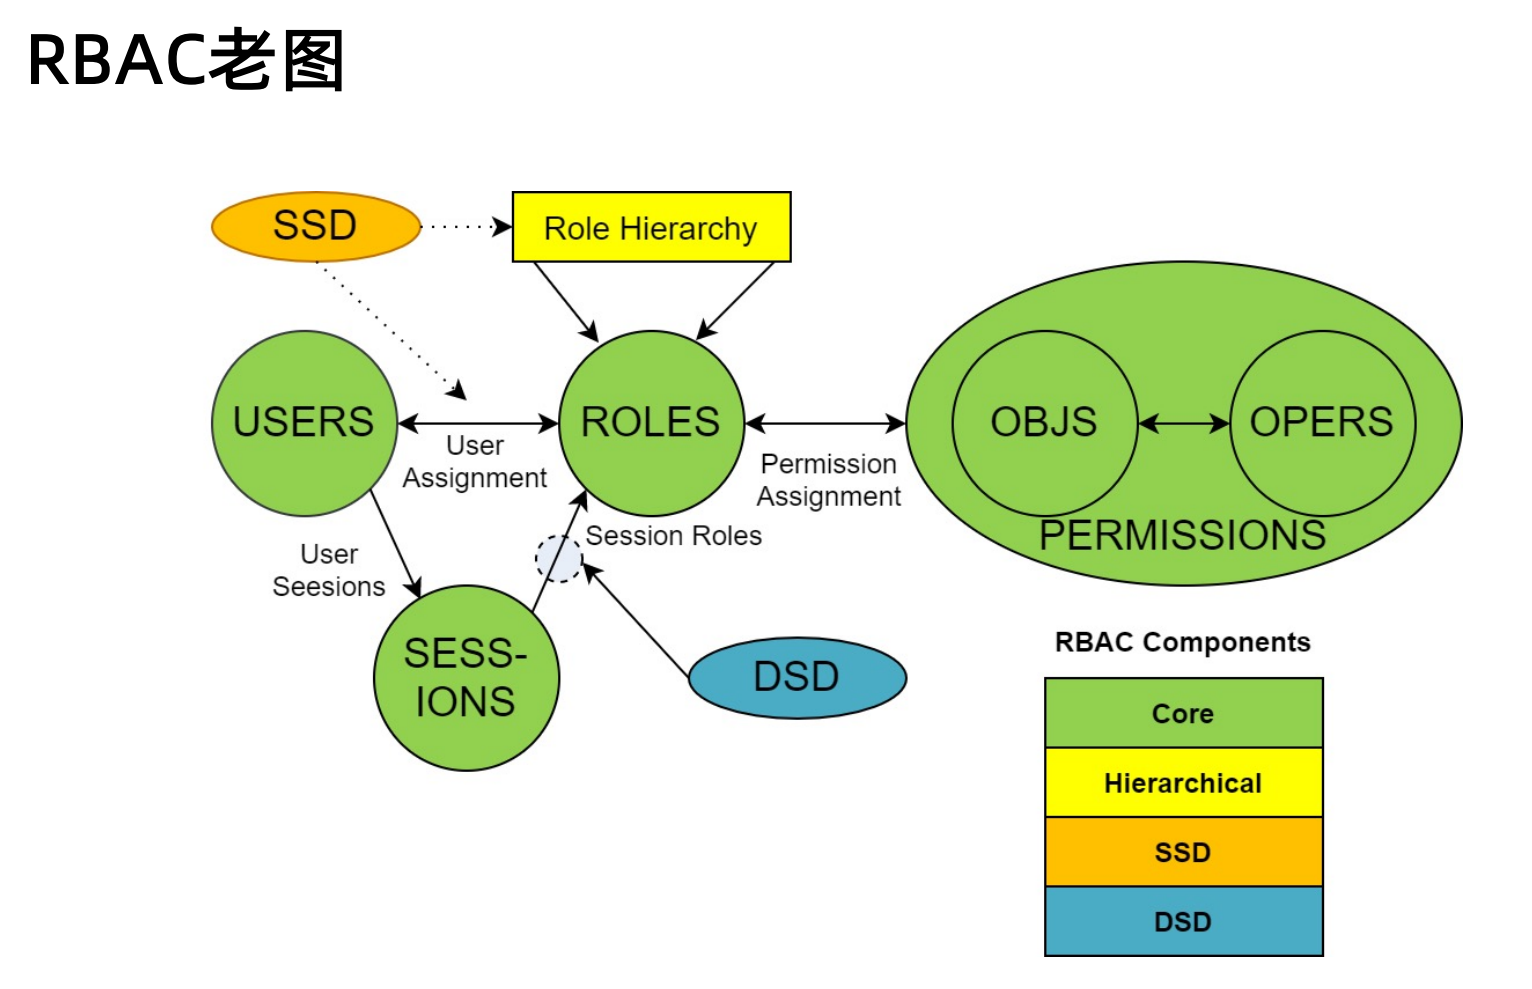 RBAC老图
SSD
Role Hierarchy
USERS
User
Assignment
ROLES
Permission
Assignment
OBJS
OPERS
PERMISSIONS
User
Seesions
Session Roles
SESS-
IONS
DSD
RBAC Components
Core
Hierarchical
SSD
DSD